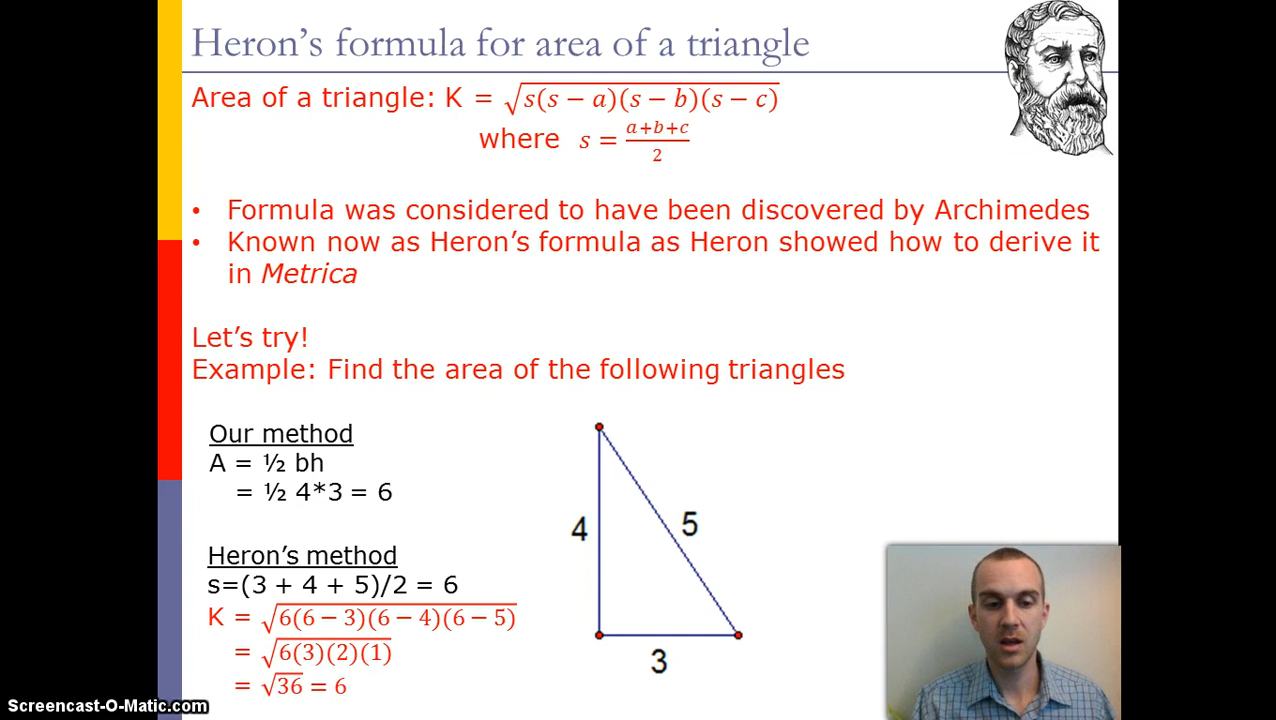 Heron's formula for area of a triangle
Area of a triangle: K = √s(s − a)(s − b)(s − c)
where s = a+b+c/2
• Formula was considered to have been discovered by Archimedes
• Known now as Heron's formula as Heron showed how to derive it
in Metrica
Let's try!
Example: Find the area of the following triangles
Our method
A = ½ bh
= ½ 4*3 = 6
Heron's method
s=(3 + 4 + 5)/2 = 6
K = √6(6 − 3)(6 − 4)(6 − 5)
= √6(3)(2)(1)
= √36 = 6
4
5
3
Screencast-O-Matic.com